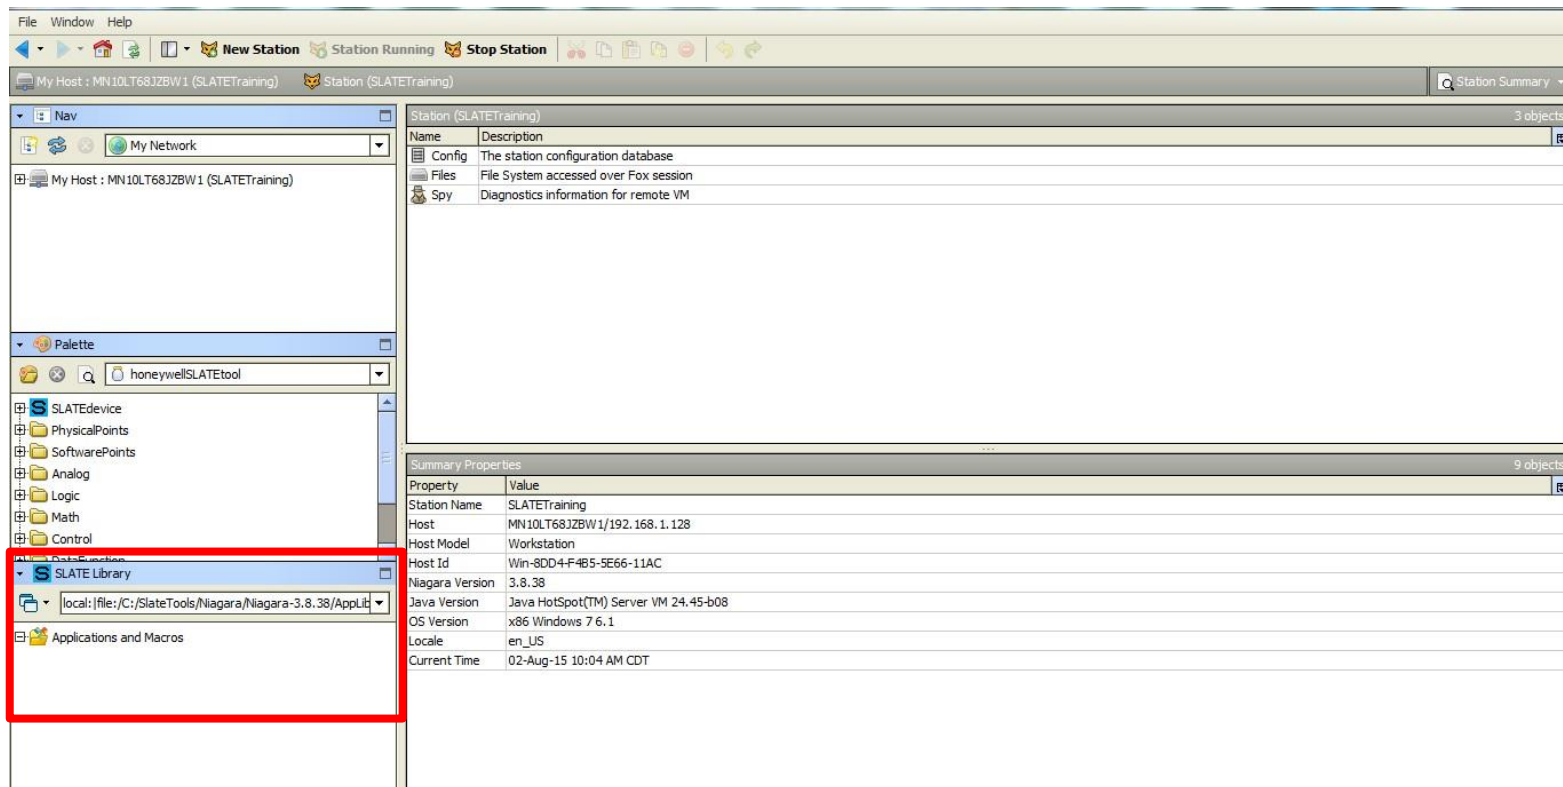 File Window Help
New Station Station Running Stop Station
My Host : MN10LT68JZBW1 (SLATETraining) Station (SLATETraining) Station Summary
Nav
My Network
My Host : MN10LT68JZBW1 (SLATETraining)
Palette
honeywellSLATEtool
SLATEdevice
PhysicalPoints
SoftwarePoints
Analog
Logic
Math
Control
DataFunction
SLATE Library
local:|file:/C:/SlateTools/Niagara/Niagara-3.8.38/AppLib
Applications and Macros
Station (SLATETraining) 3 objects
Name Description
Config The station configuration database
Files File System accessed over Fox session
Spy Diagnostics information for remote VM
Summary Properties 9 objects
Property Value
Station Name SLATETraining
Host MN10LT68JZBW1/192.168.1.128
Host Model Workstation
Host Id Win-8DD4-F4B5-5E66-11AC
Niagara Version 3.8.38
Java Version Java HotSpot(TM) Server VM 24.45-b08
OS Version x86 Windows 7 6.1
Locale en_US
Current Time 02-Aug-15 10:04 AM CDT